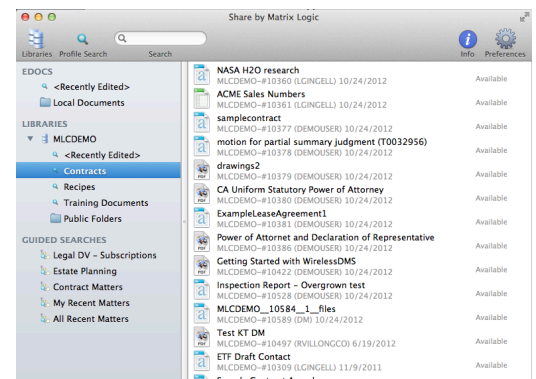 Share by Matrix Logic
Libraries Profile Search Search Info Preferences
EDOCS
<Recently Edited>
Local Documents
LIBRARIES
MLCDEMO
<Recently Edited>
Contracts
Recipes
Training Documents
Public Folders
GUIDED SEARCHES
Legal DV – Subscriptions
Estate Planning
Contract Matters
My Recent Matters
All Recent Matters
NASA H2O research
MLCDEMO-#10360 (LGINGELL) 10/24/2012 Available
ACME Sales Numbers
MLCDEMO-#10361 (LGINGELL) 10/24/2012 Available
samplecontract
MLCDEMO-#10377 (DEMOUSER) 10/24/2012 Available
motion for partial summary judgment (T0032956)
MLCDEMO-#10378 (DEMOUSER) 10/24/2012 Available
drawings2
MLCDEMO-#10379 (DEMOUSER) 10/24/2012 Available
CA Uniform Statutory Power of Attorney
MLCDEMO-#10380 (DEMOUSER) 10/24/2012 Available
ExampleLeaseAgreement1
MLCDEMO-#10381 (DEMOUSER) 10/24/2012 Available
Power of Attornet and Declaration of Representative
MLCDEMO-#10386 (DEMOUSER) 10/24/2012 Available
Getting Started with WirelessDMS
MLCDEMO-#10422 (DEMOUSER) 10/24/2012 Available
Inspection Report – Overgrown test
MLCDEMO-#10528 (DEMOUSER) 10/24/2012 Available
MLCDEMO__10584__1__files
MLCDEMO-#10589 (DM) 10/24/2012 Available
Test KT DM
MLCDEMO-#10497 (RVILLONGCO) 6/19/2012 Available
ETF Draft Contact
MLCDEMO-#10309 (LGINGELL) 11/9/2011 Available